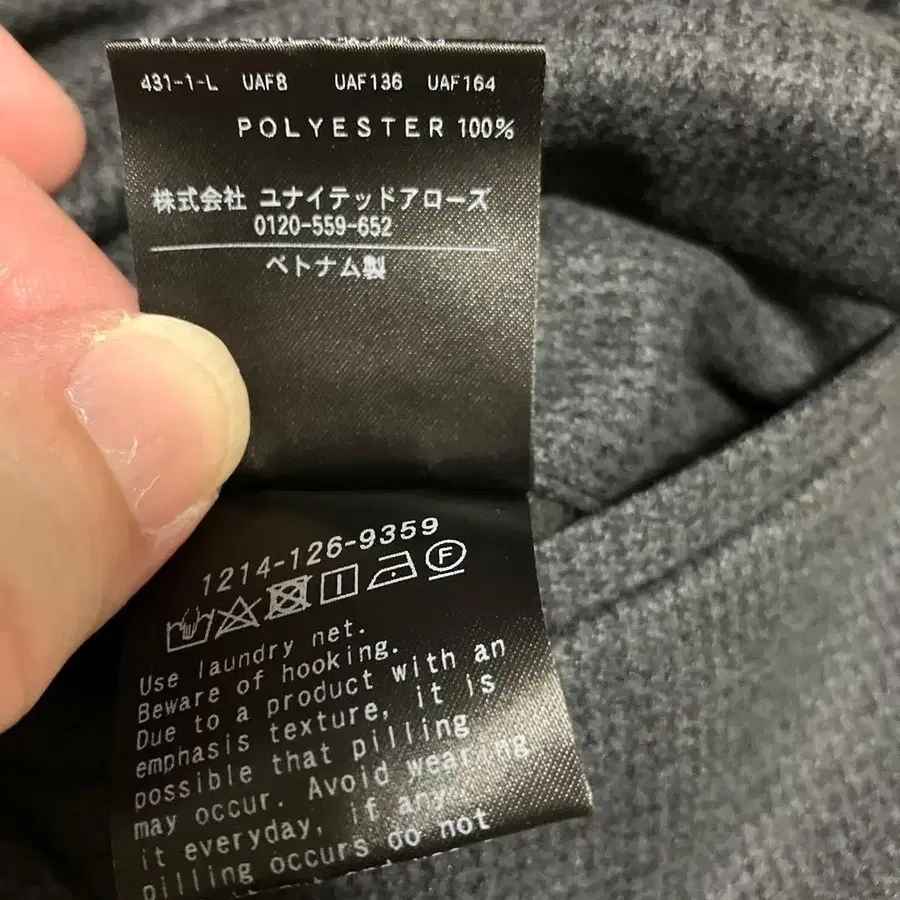 431-1-L UAF8 UAF136 UAF164
POLYESTER 100%
株式会社 ユナイテッドアローズ
0120-559-652
ベトナム製
1214-126-9359
F
Use laundry net.
Beware of hooking.
Due to a product with an
emphasis texture, it is
possible that pilling
may occur. Avoid wearing
it everyday, if any
pilling occurs do not